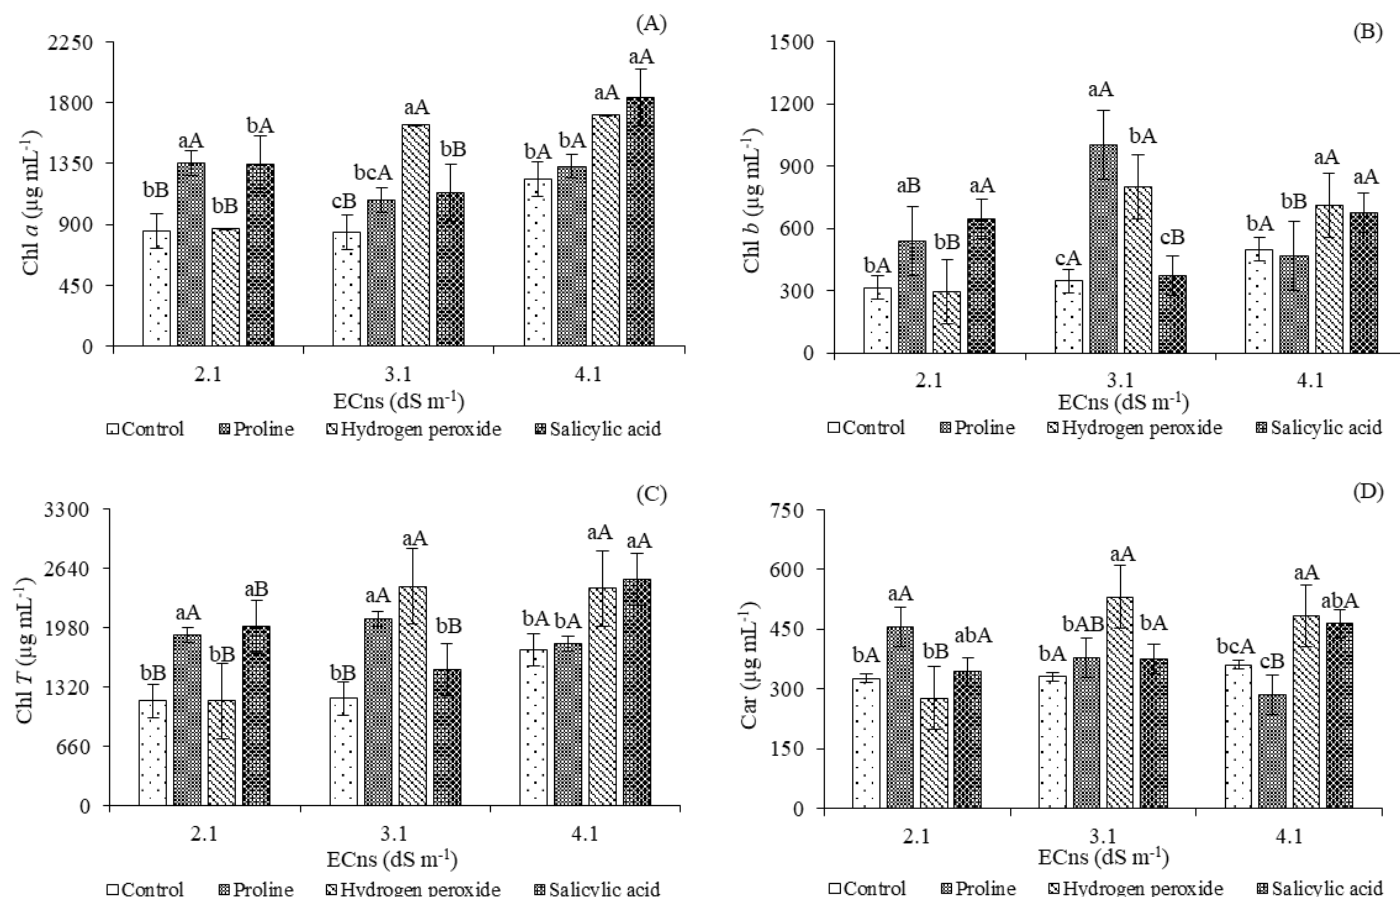 (A)
2250
1800
1350
900
450
0
Chl a (µg mL-1)
bB
aA
bB
bA
cB
bcA
aA
bB
bA
bA
aA
aA
2.1
3.1
4.1
ECns (dS m-1)
Control
Proline
Hydrogen peroxide
Salicylic acid
(B)
1500
1200
900
600
300
0
Chl b (µg mL-1)
bA
aB
bB
aA
cA
aA
bA
cB
bA
bB
aA
aA
2.1
3.1
4.1
ECns (dS m-1)
Control
Proline
Hydrogen peroxide
Salicylic acid
(C)
3300
2640
1980
1320
660
0
Chl T (µg mL-1)
bB
aA
bB
aB
bB
aA
aA
bB
bA
bA
aA
aA
2.1
3.1
4.1
ECns (dS m-1)
Control
Proline
Hydrogen peroxide
Salicylic acid
(D)
750
600
450
300
150
0
Car (µg mL-1)
bA
aA
bB
abA
bA
bAB
aA
bA
bcA
cB
aA
abA
2.1
3.1
4.1
ECns (dS m-1)
Control
Proline
Hydrogen peroxide
Salicylic acid